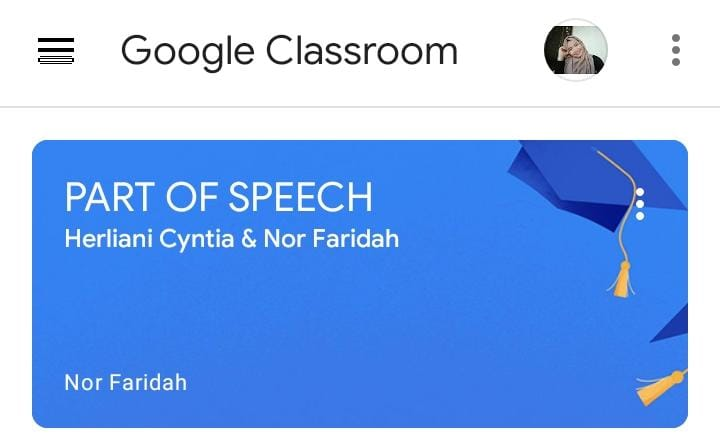 Google Classroom
PART OF SPEECH
Herliani Cyntia & Nor Faridah
Nor Faridah